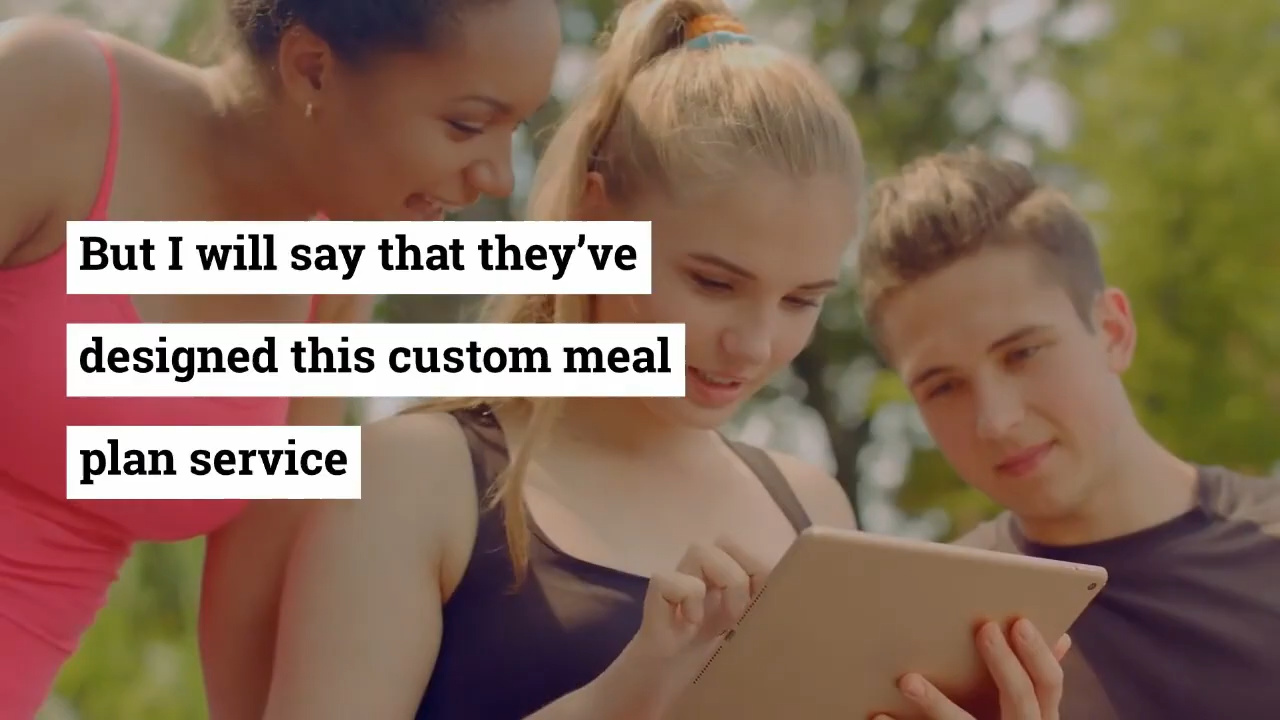 But I will say that they’ve
designed this custom meal
plan service